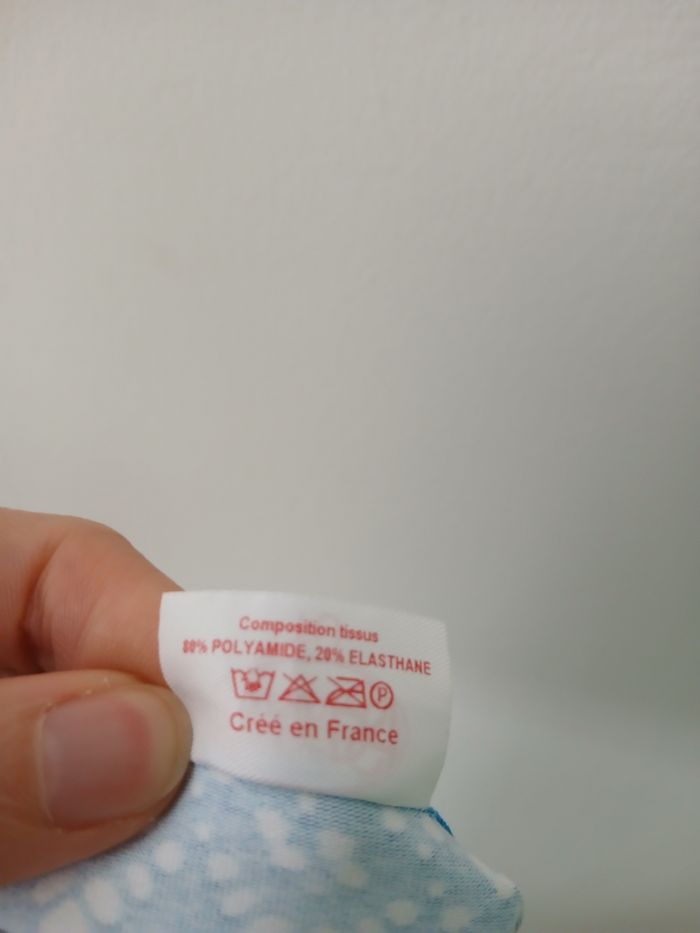 Composition tissus
80% POLYAMIDE, 20% ELASTHANE
P
Créé en France